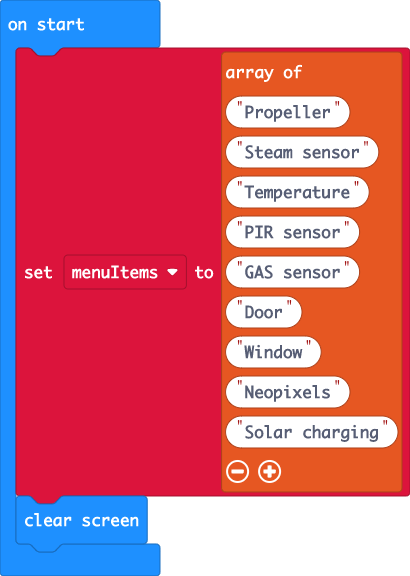 on start
array of
"Propeller"
"Steam sensor"
"Temperature"
"PIR sensor"
set menuItems to "GAS sensor"
"Door"
"Window"
"Neopixels"
"Solar charging"
clear screen